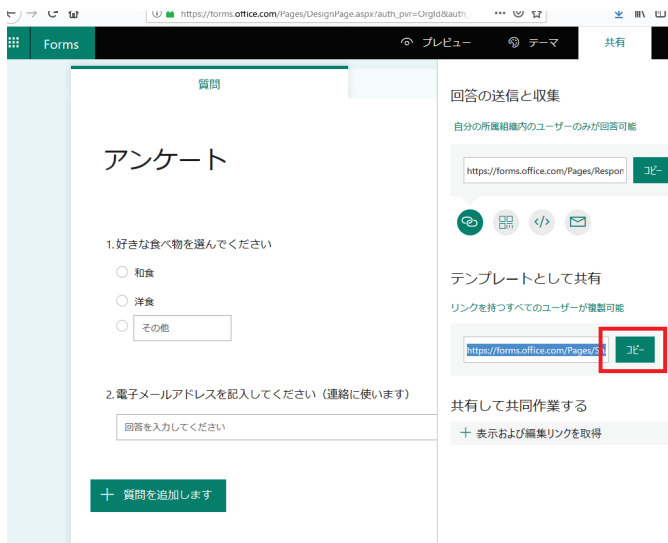 https://forms.office.com/Pages/DesignPage.aspx?auth_pvr=OrgId&auth_
Forms
プレビュー
テーマ
共有
質問
アンケート
1.好きな食べ物を選んでください
和食
洋食
その他
2.電子メールアドレスを記入してください（連絡に使います）
回答を入力してください
＋ 質問を追加します
回答の送信と収集
自分の所属組織内のユーザーのみが回答可能
https://forms.office.com/Pages/Respon
コピー
テンプレートとして共有
リンクを持つすべてのユーザーが複製可能
https://forms.office.com/Pages/
コピー
共有して共同作業する
＋ 表示および編集リンクを取得